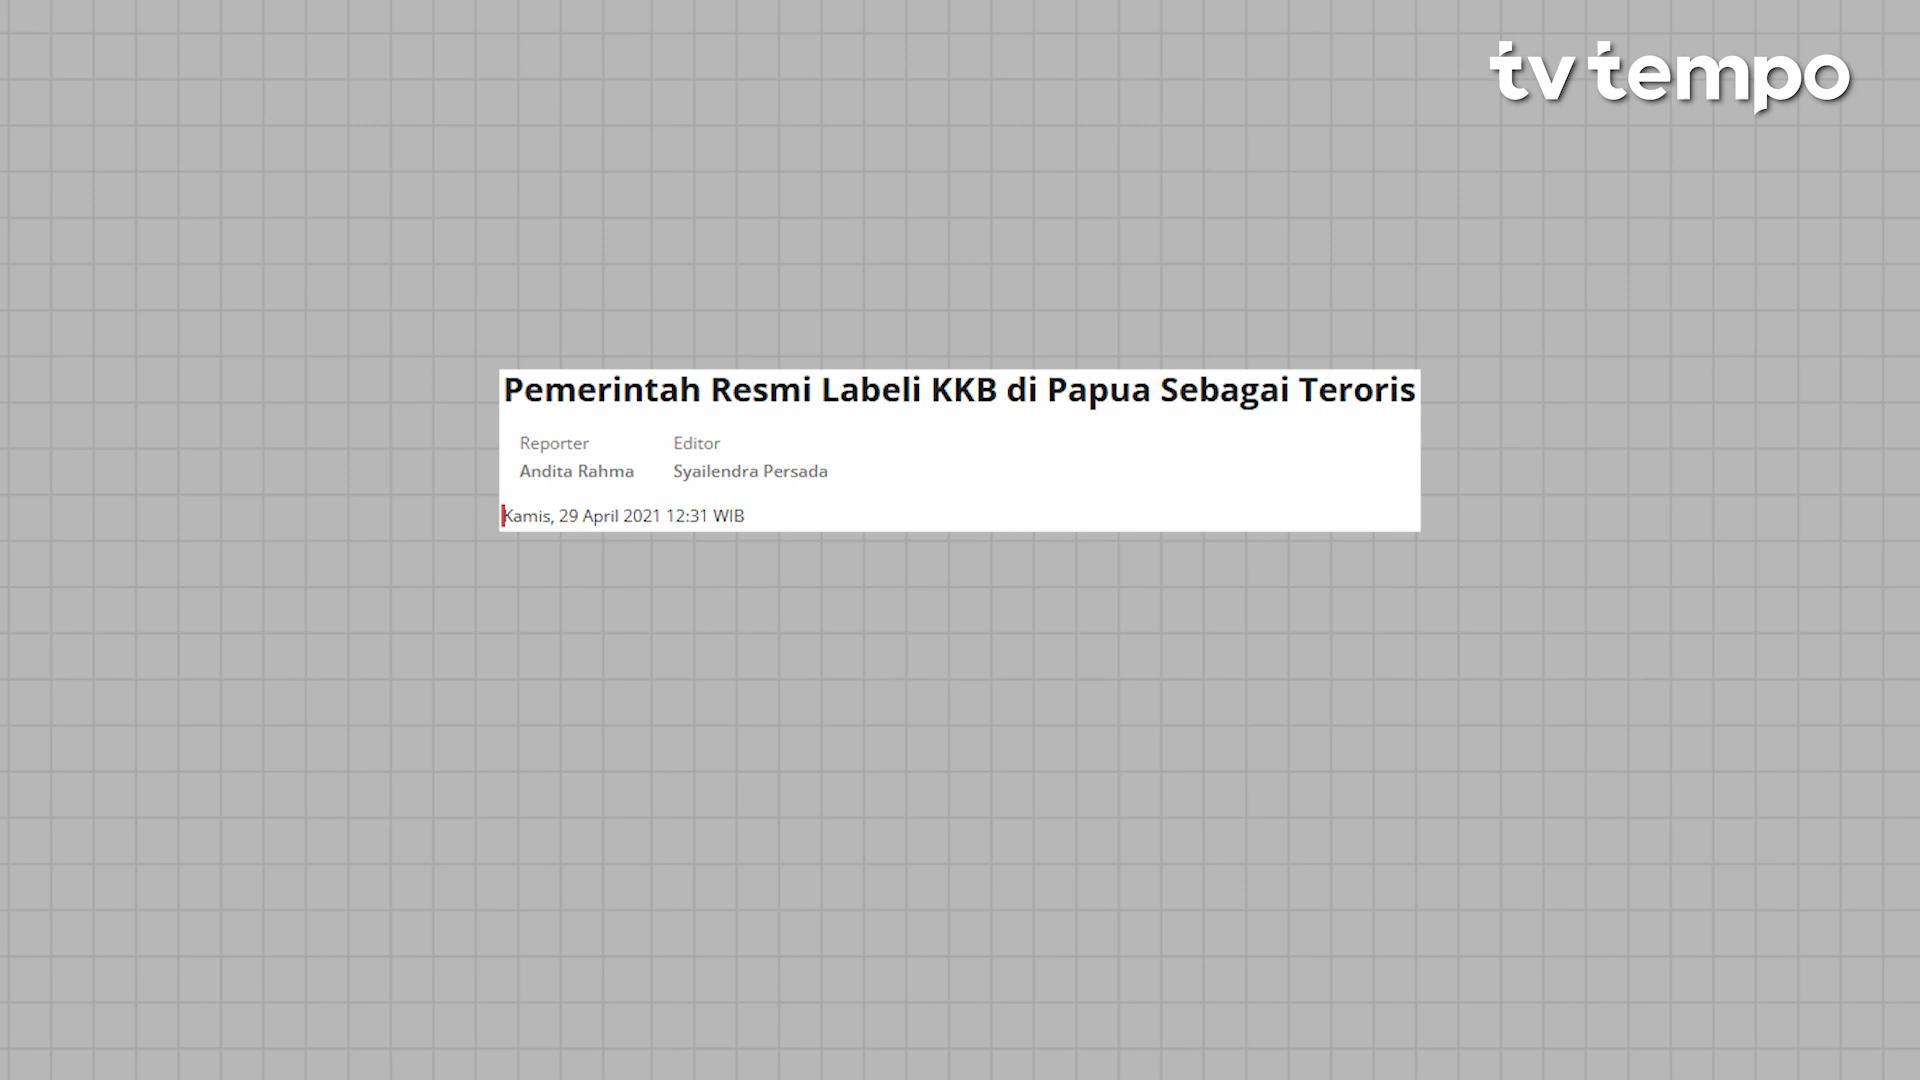 tv tempo
Pemerintah Resmi Labeli KKB di Papua Sebagai Teroris
Reporter Editor
Andita Rahma Syailendra Persada
Kamis, 29 April 2021 12:31 WIB